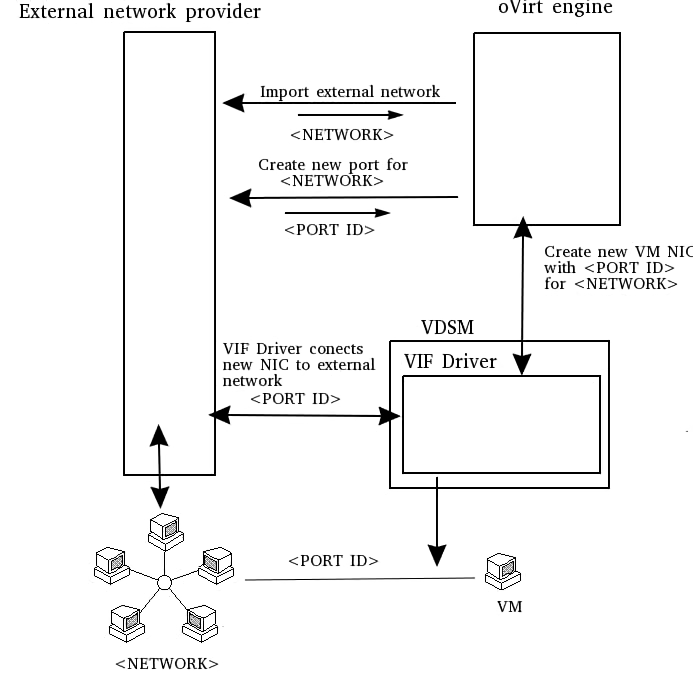 External network provider
oVirt engine
Import external network
<NETWORK>
Create new port for
<NETWORK>
<PORT ID>
Create new VM NIC
with <PORT ID>
for <NETWORK>
VDSM
VIF Driver
VIF Driver conects
new NIC to external
network
<PORT ID>
<PORT ID>
VM
<NETWORK>